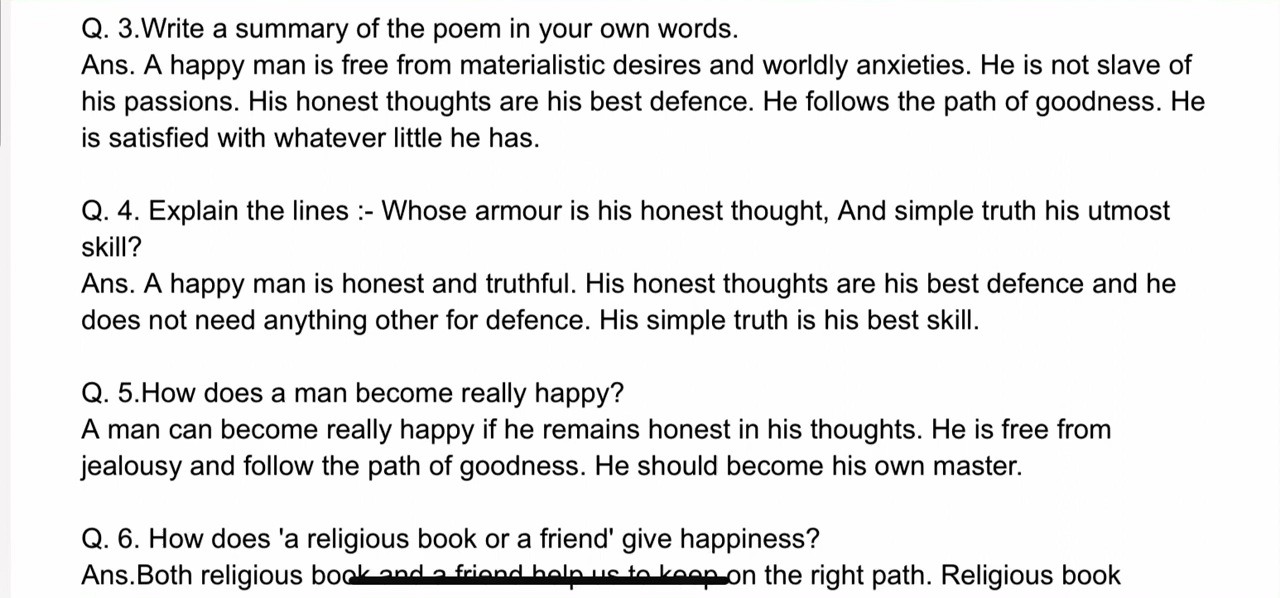 Q. 3.Write a summary of the poem in your own words.
Ans. A happy man is free from materialistic desires and worldly anxieties. He is not slave of
his passions. His honest thoughts are his best defence. He follows the path of goodness. He
is satisfied with whatever little he has.
Q. 4. Explain the lines :- Whose armour is his honest thought, And simple truth his utmost
skill?
Ans. A happy man is honest and truthful. His honest thoughts are his best defence and he
does not need anything other for defence. His simple truth is his best skill.
Q. 5.How does a man become really happy?
A man can become really happy if he remains honest in his thoughts. He is free from
jealousy and follow the path of goodness. He should become his own master.
Q. 6. How does 'a religious book or a friend' give happiness?
Ans.Both religious book and a friend help us to keep on the right path. Religious book